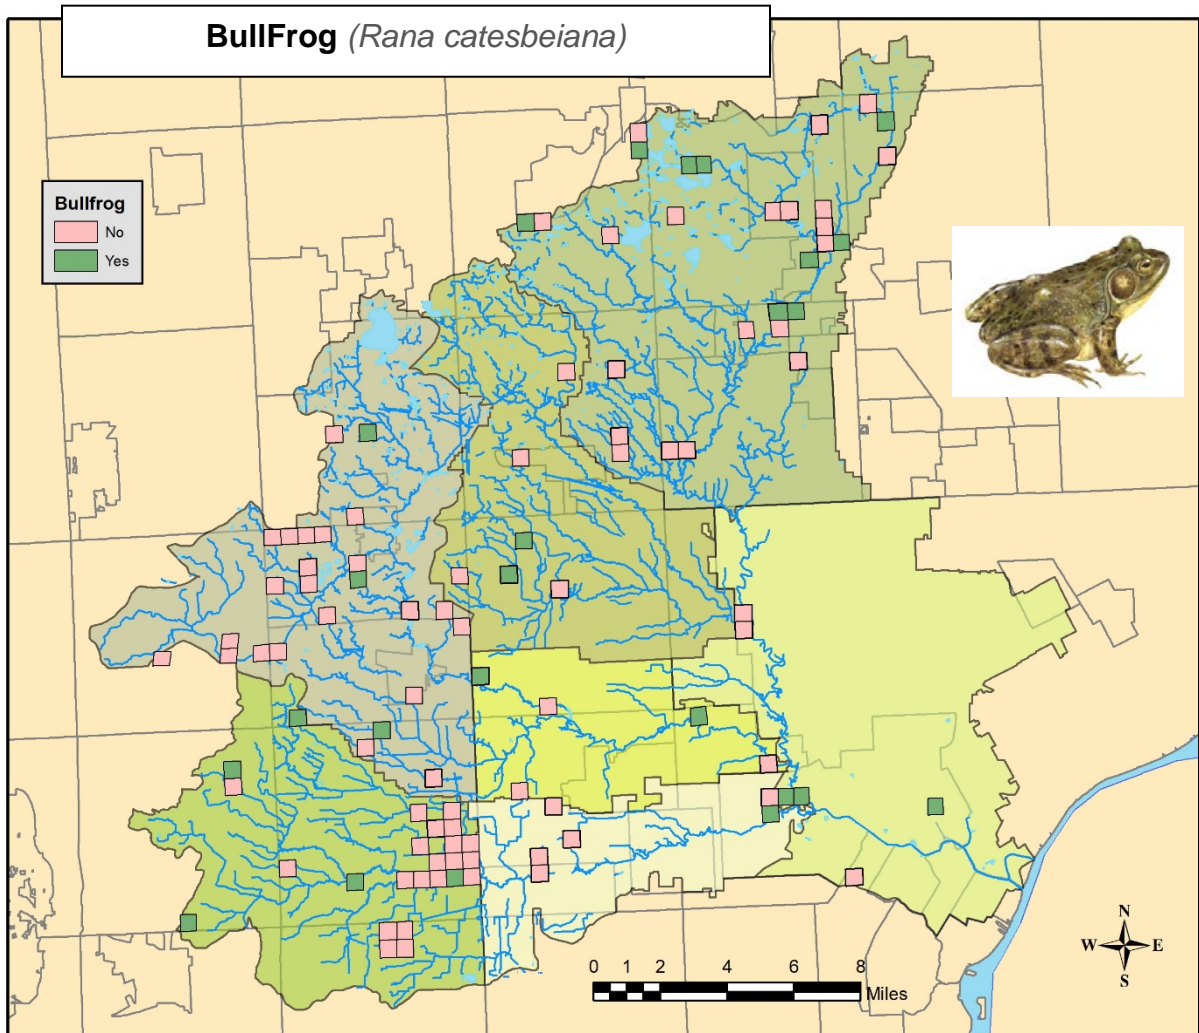 BullFrog (Rana catesbeiana)
Bullfrog
No
Yes
N
W E
S
0 1 2 4 6 8
Miles